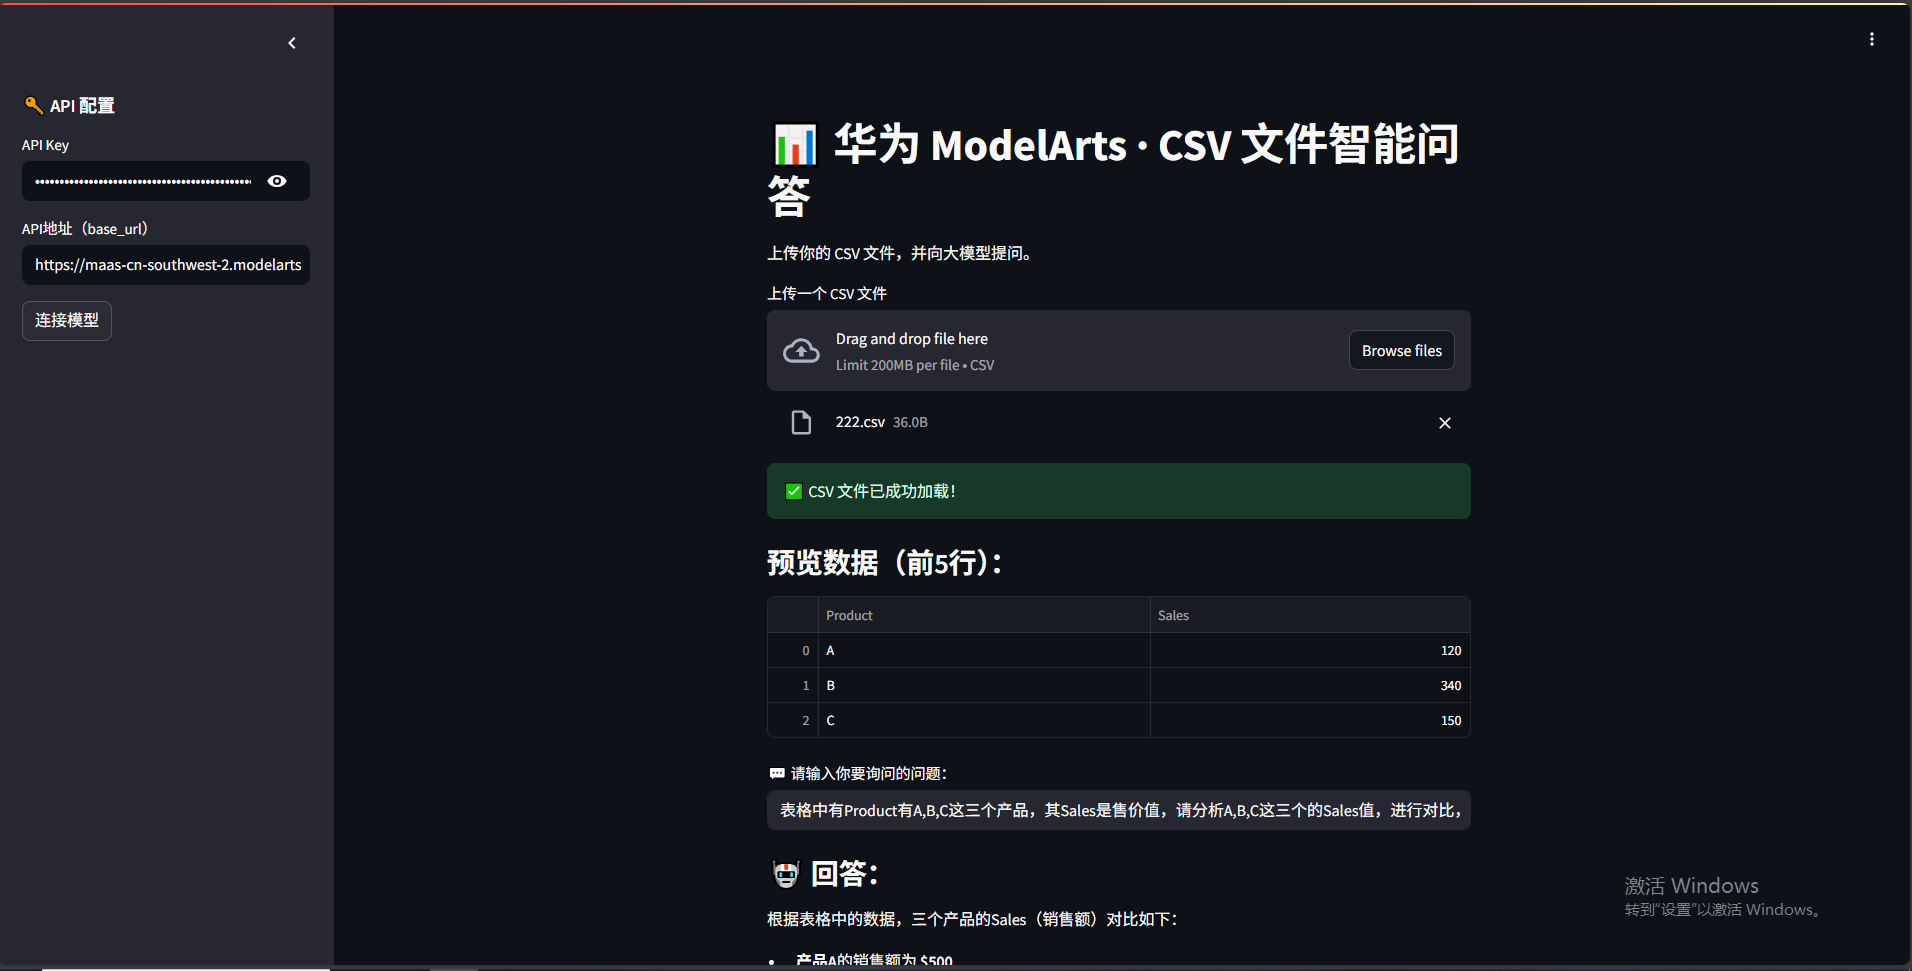 API 配置
API Key
••••••••••••••••••••••••••••••••••••••••••••
API地址（base_url）
https://maas-cn-southwest-2.modelarts
连接模型
华为 ModelArts · CSV 文件智能问
答
上传你的 CSV 文件，并向大模型提问。
上传一个 CSV 文件
Drag and drop file here
Limit 200MB per file • CSV
Browse files
222.csv 36.0B
CSV 文件已成功加载！
预览数据（前5行）：
Product Sales
0 A 120
1 B 340
2 C 150
请输入你要询问的问题：
表格中有Product有A,B,C这三个产品，其Sales是售价值，请分析A,B,C这三个的Sales值，进行对比，
回答：
根据表格中的数据，三个产品的Sales（销售额）对比如下：
• 产品A的销售额为 $500
激活 Windows
转到"设置"以激活 Windows。